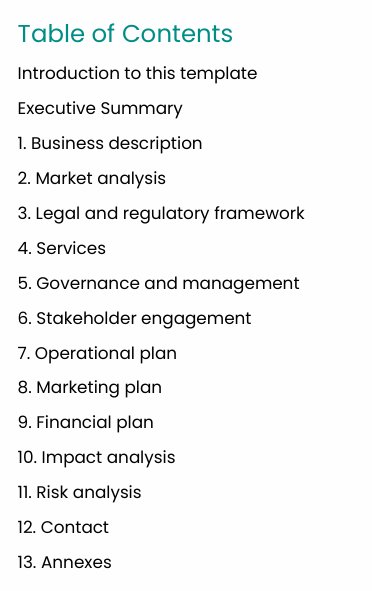 Table of Contents
Introduction to this template
Executive Summary
1. Business description
2. Market analysis
3. Legal and regulatory framework
4. Services
5. Governance and management
6. Stakeholder engagement
7. Operational plan
8. Marketing plan
9. Financial plan
10. Impact analysis
11. Risk analysis
12. Contact
13. Annexes